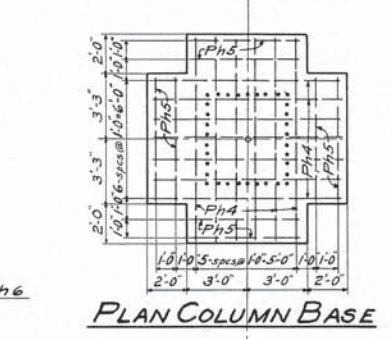 2'-0"
1'-0"
1'-0"
Ph5
3'-3"
6-spcs@1'-0"=6'-0"
3'-3"
Ph5
Ph4
Ph5
1'-0"
1'-0"
2'-0"
Ph4
Ph5
1'-0" 1'-0" 5-spcs@1'-0"=5'-0" 1'-0" 1'-0"
2'-0" 3'-0" 3'-0" 2'-0"
h6
PLAN COLUMN BASE